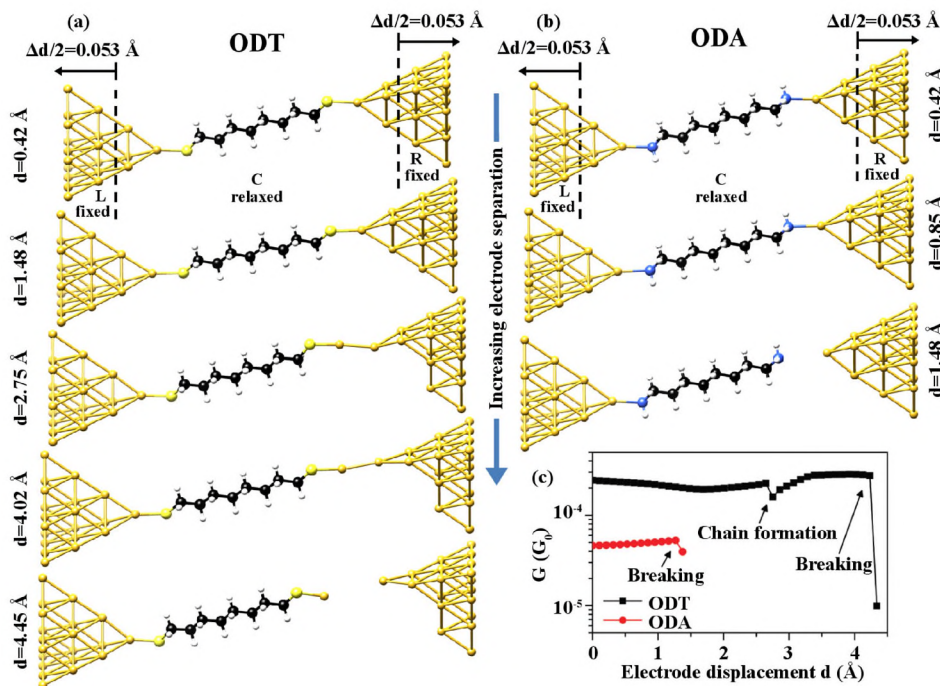 (a)
Δd/2=0.053 Å
ODT
Δd/2=0.053 Å
d=0.42 Å
L
fixed
C
relaxed
R
fixed
d=1.48 Å
d=2.75 Å
d=4.02 Å
d=4.45 Å
Increasing electrode separation
(b)
Δd/2=0.053 Å
ODA
Δd/2=0.053 Å
d=0.42 Å
L
fixed
C
relaxed
R
fixed
d=0.85 Å
d=1.48 Å
(c)
G (G0)
10-4
10-5
Chain formation
Breaking
Breaking
ODT
ODA
0 1 2 3 4
Electrode displacement d (Å)